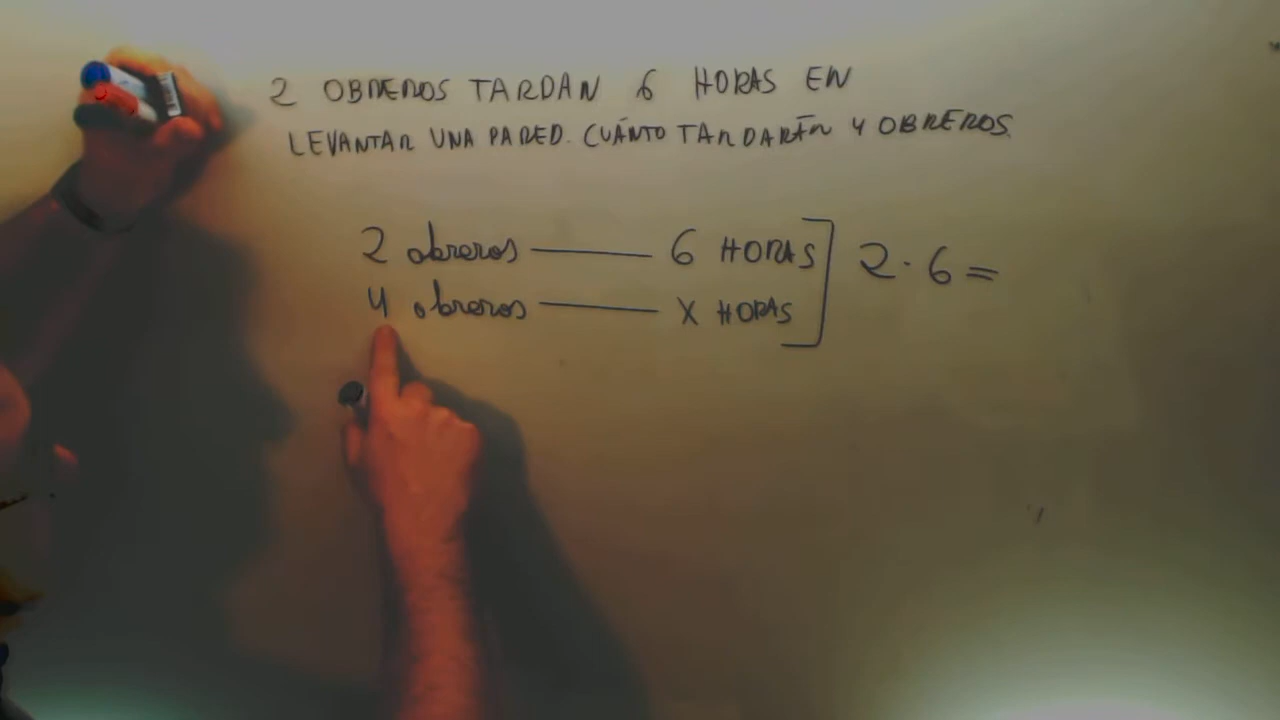 2 OBREROS TARDAN 6 HORAS EN
LEVANTAR UNA PARED. CUÁNTO TARDARÁN 4 OBREROS.
2 obreros — 6 HORAS ] 2 · 6 =
4 obreros — X HORAS